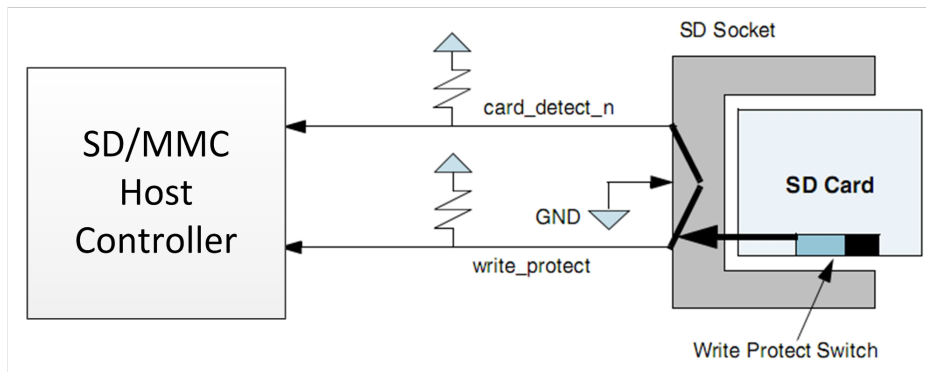 SD Socket
card_detect_n
SD/MMC
Host
Controller
SD Card
GND
write_protect
Write Protect Switch